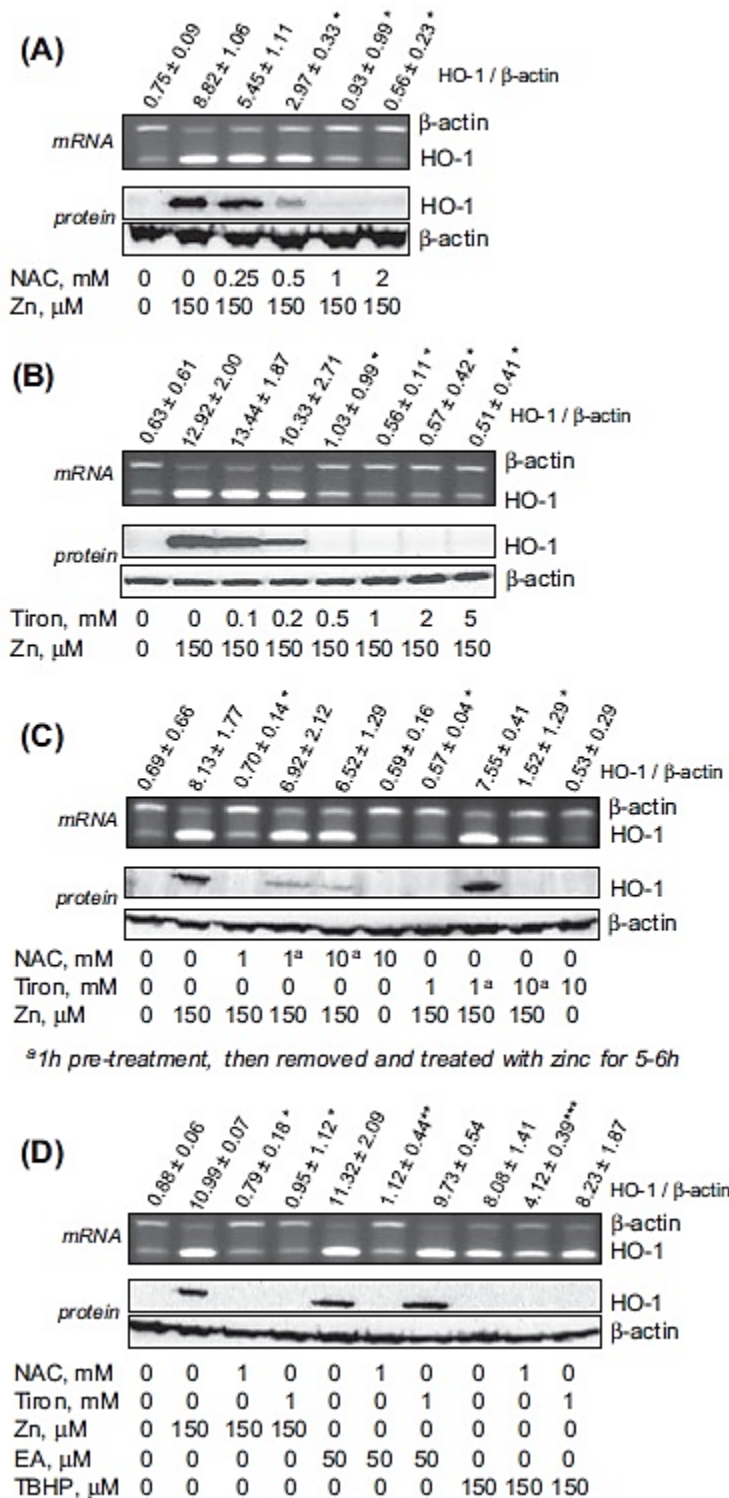 (A)
0.75 ± 0.09 8.82 ± 1.06 5.45 ± 1.11 2.97 ± 0.33 * 0.93 ± 0.99 * 0.56 ± 0.23 * HO-1 / β-actin
mRNA β-actin
HO-1
protein HO-1
β-actin
NAC, mM 0 0 0.25 0.5 1 2
Zn, μM 0 150 150 150 150 150
(B)
0.63 ± 0.61 12.92 ± 2.00 13.44 ± 1.87 10.33 ± 2.71 1.03 ± 0.99 * 0.56 ± 0.11 * 0.57 ± 0.42 * 0.51 ± 0.41 * HO-1 / β-actin
mRNA β-actin
HO-1
protein HO-1
β-actin
Tiron, mM 0 0 0.1 0.2 0.5 1 2 5
Zn, μM 0 150 150 150 150 150 150 150
(C)
0.69 ± 0.66 8.13 ± 1.77 0.70 ± 0.14 * 6.92 ± 2.12 6.52 ± 1.29 0.59 ± 0.16 0.57 ± 0.04 * 7.55 ± 0.41 1.52 ± 1.29 * 0.53 ± 0.29 HO-1 / β-actin
mRNA β-actin
HO-1
protein HO-1
β-actin
NAC, mM 0 0 1 1ᵃ 10ᵃ 10 0 0 0 0
Tiron, mM 0 0 0 0 0 0 1 1ᵃ 10ᵃ 10
Zn, μM 0 150 150 150 150 0 150 150 150 0
ᵃ1h pre-treatment, then removed and treated with zinc for 5-6h
(D)
0.88 ± 0.06 10.99 ± 0.07 0.79 ± 0.18 * 0.95 ± 1.12 * 11.32 ± 2.09 1.12 ± 0.44** 9.73 ± 0.54 8.08 ± 1.41 4.12 ± 0.39*** 8.23 ± 1.87 HO-1 / β-actin
mRNA β-actin
HO-1
protein HO-1
β-actin
NAC, mM 0 0 1 0 0 1 0 0 1 0
Tiron, mM 0 0 0 1 0 0 1 0 0 1
Zn, μM 0 150 150 150 0 0 0 0 0 0
EA, μM 0 0 0 0 50 50 50 0 0 0
TBHP, μM 0 0 0 0 0 0 0 150 150 150